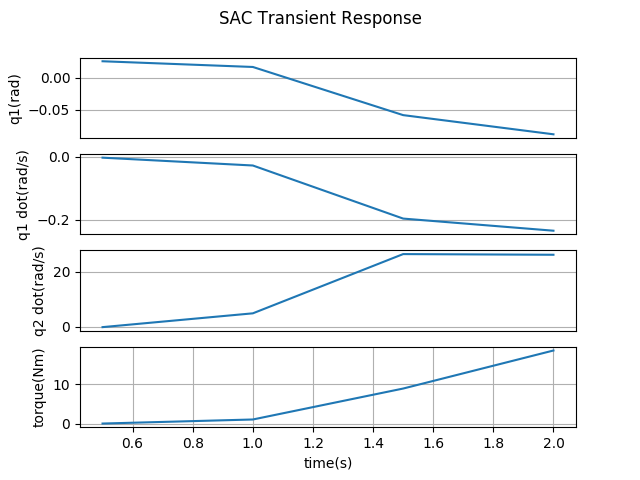 SAC Transient Response
q1(rad)
0.00
−0.05
q1 dot(rad/s)
0.0
−0.2
q2 dot(rad/s)
20
0
torque(Nm)
10
0
0.6 0.8 1.0 1.2 1.4 1.6 1.8 2.0
time(s)